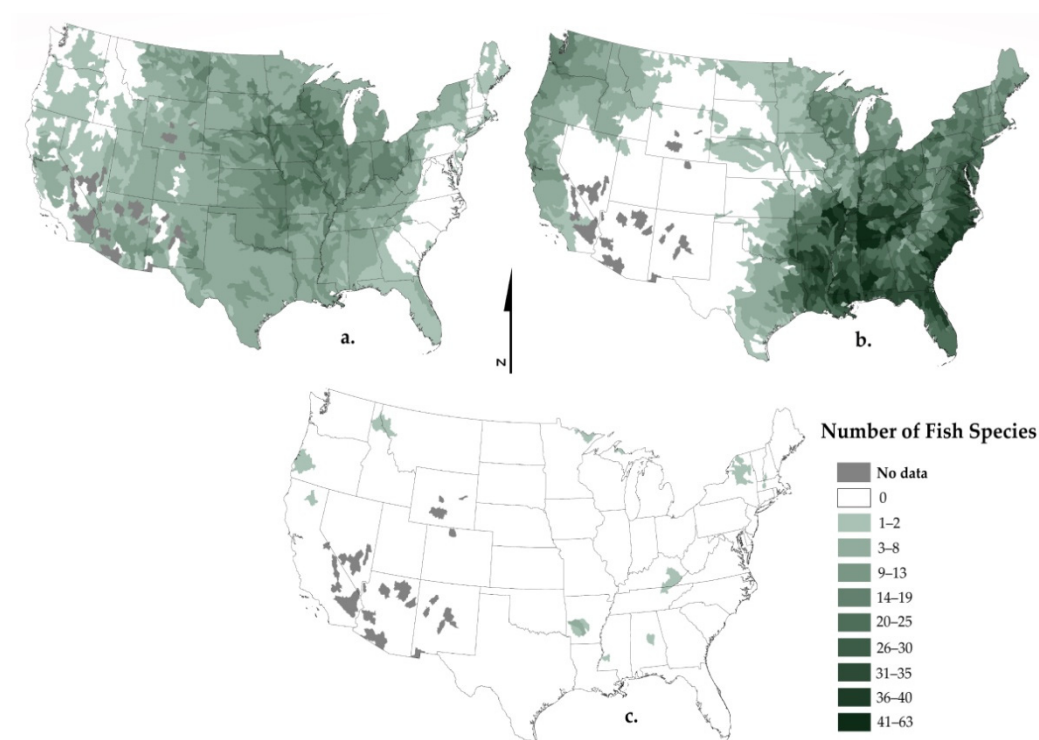 a.
b.
N
c.
Number of Fish Species
No data
0
1–2
3–8
9–13
14–19
20–25
26–30
31–35
36–40
41–63